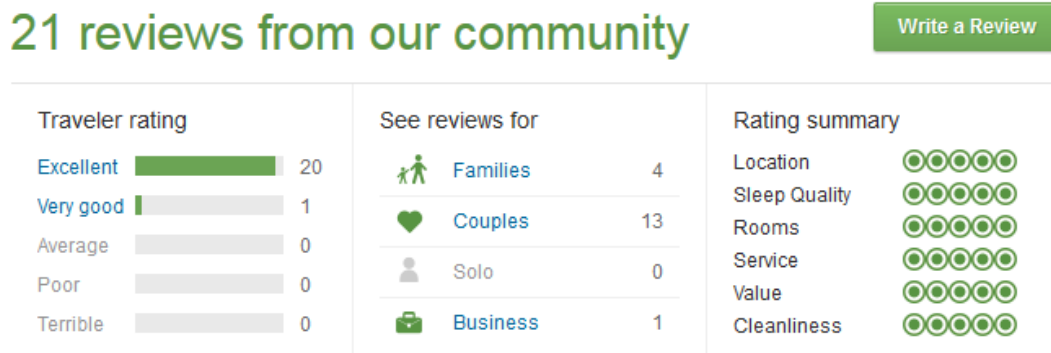 21 reviews from our community
Write a Review
Traveler rating
Excellent 20
Very good 1
Average 0
Poor 0
Terrible 0
See reviews for
Families 4
Couples 13
Solo 0
Business 1
Rating summary
Location
Sleep Quality
Rooms
Service
Value
Cleanliness